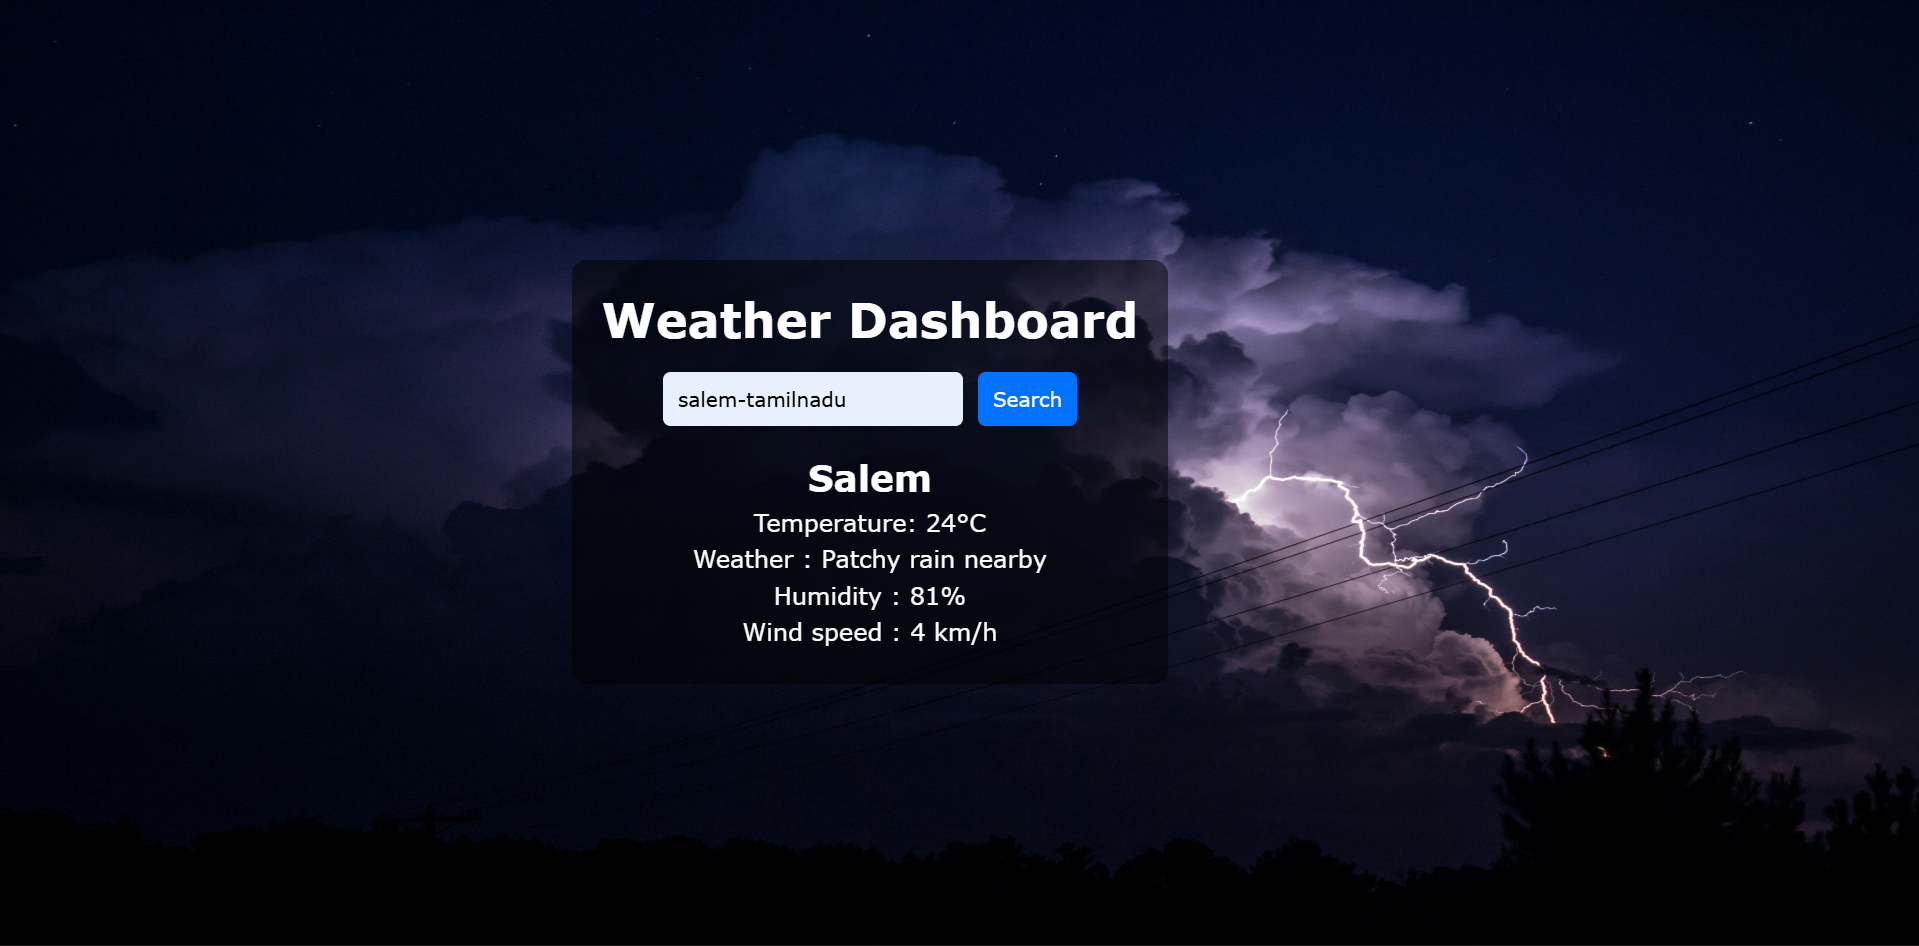 Weather Dashboard
salem-tamilnadu
Search
Salem
Temperature: 24°C
Weather : Patchy rain nearby
Humidity : 81%
Wind speed : 4 km/h